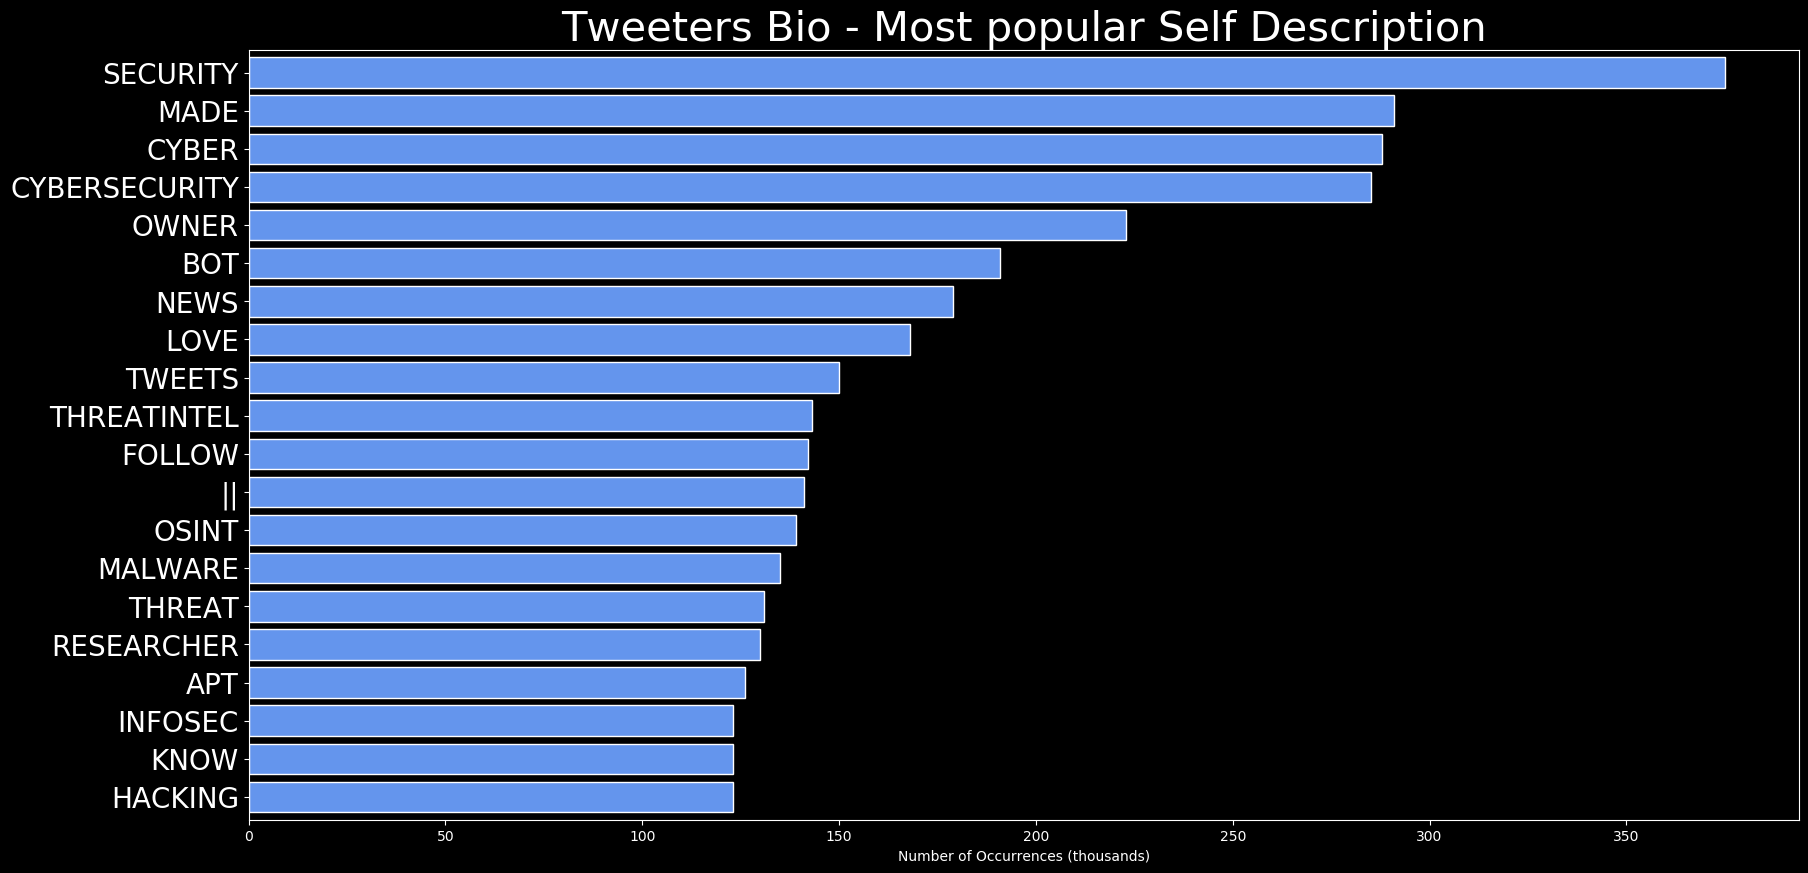 Tweeters Bio - Most popular Self Description
SECURITY
MADE
CYBER
CYBERSECURITY
OWNER
BOT
NEWS
LOVE
TWEETS
THREATINTEL
FOLLOW
||
OSINT
MALWARE
THREAT
RESEARCHER
APT
INFOSEC
KNOW
HACKING
0 50 100 150 200 250 300 350
Number of Occurrences (thousands)